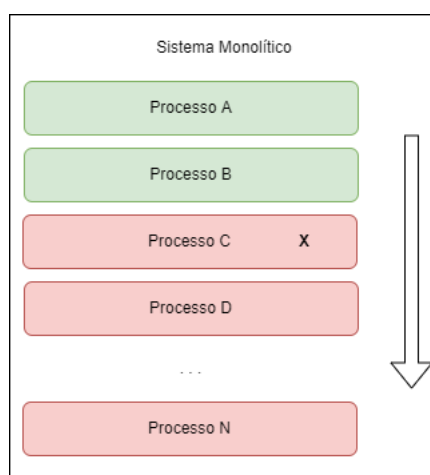 Sistema Monolítico
Processo A
Processo B
Processo C X
Processo D
...
Processo N